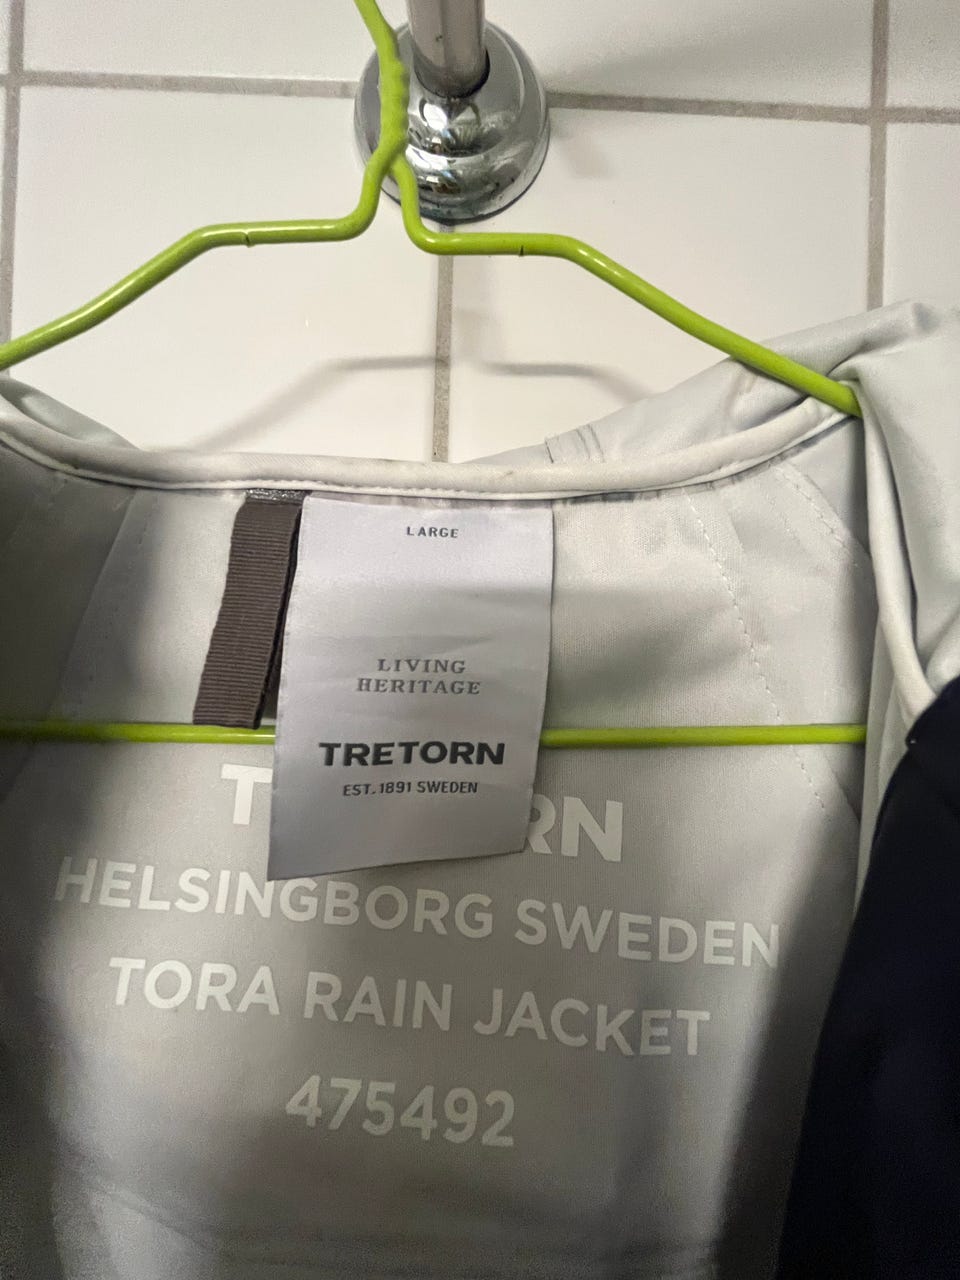 LARGE
LIVING
HERITAGE
TRETORN
EST. 1891 SWEDEN
HELSINGBORG SWEDEN
TORA RAIN JACKET
475492